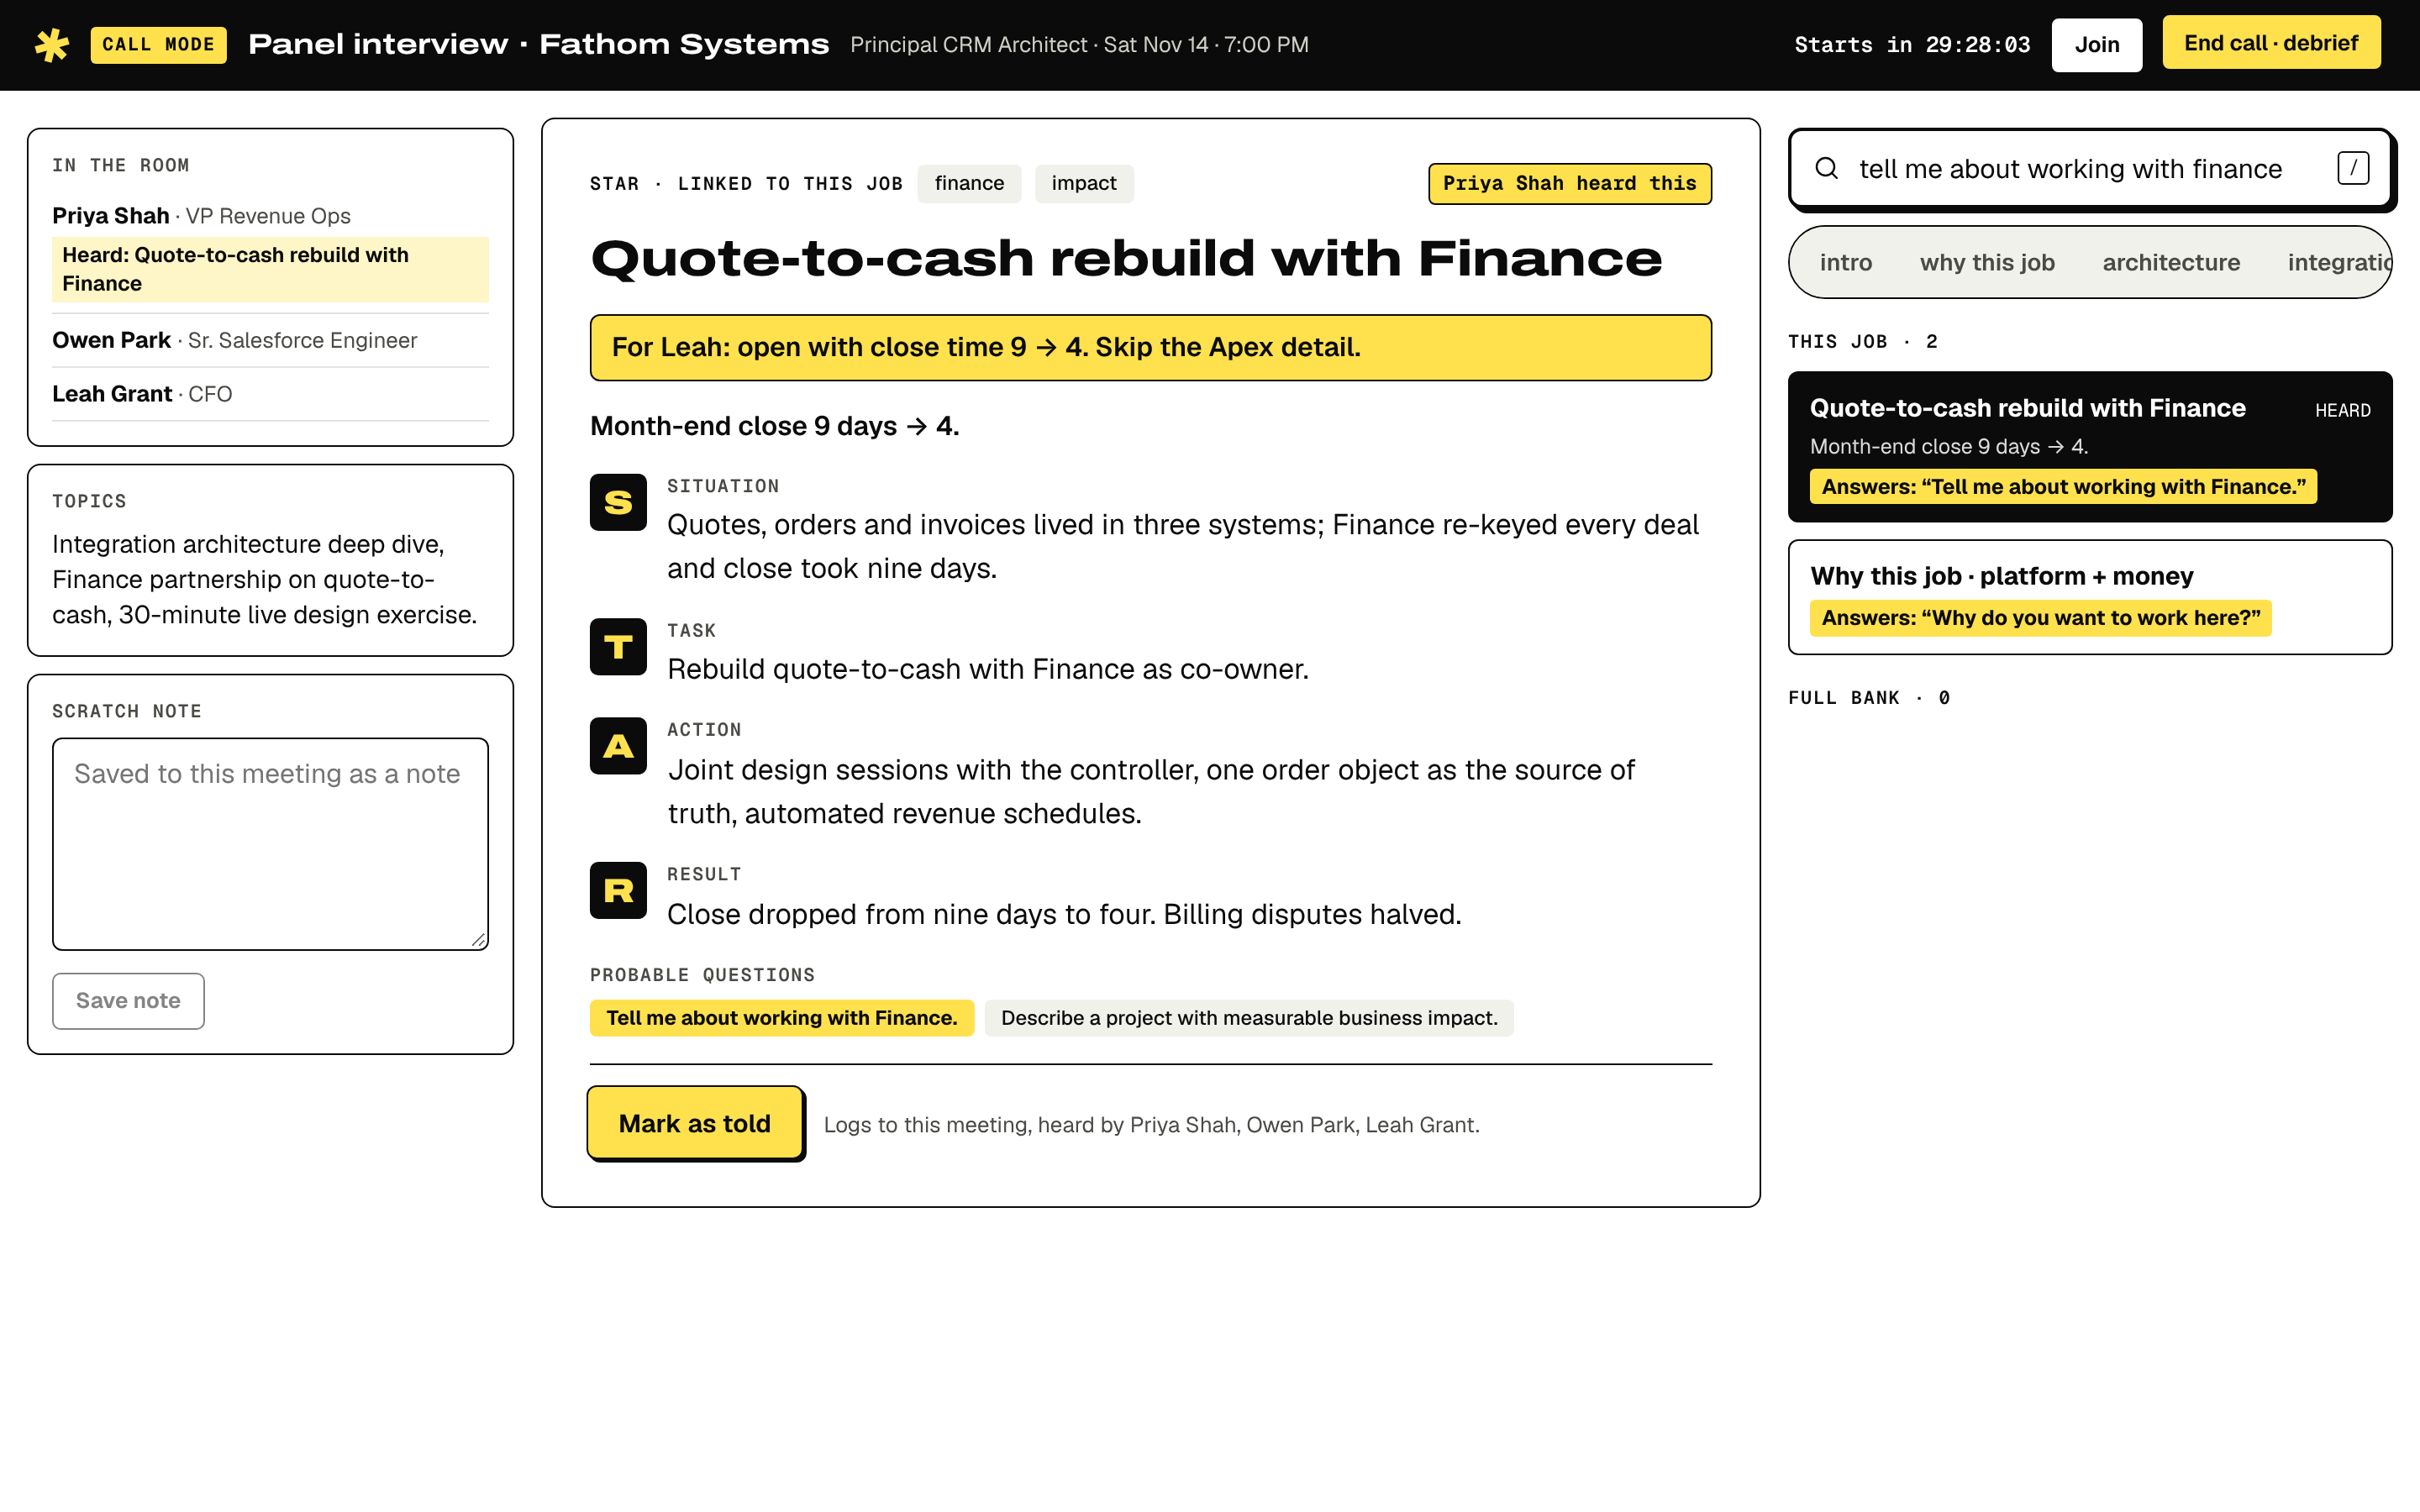 CALL MODE
Panel interview · Fathom Systems
Principal CRM Architect · Sat Nov 14 · 7:00 PM
Starts in 29:28:03
Join
End call · debrief
IN THE ROOM
Priya Shah · VP Revenue Ops
Heard: Quote-to-cash rebuild with
Finance
Owen Park · Sr. Salesforce Engineer
Leah Grant · CFO
TOPICS
Integration architecture deep dive,
Finance partnership on quote-to-
cash, 30-minute live design exercise.
SCRATCH NOTE
Saved to this meeting as a note
Save note
STAR · LINKED TO THIS JOB
finance
impact
Priya Shah heard this
Quote-to-cash rebuild with Finance
For Leah: open with close time 9 → 4. Skip the Apex detail.
Month-end close 9 days → 4.
S
SITUATION
Quotes, orders and invoices lived in three systems; Finance re-keyed every deal
and close took nine days.
T
TASK
Rebuild quote-to-cash with Finance as co-owner.
A
ACTION
Joint design sessions with the controller, one order object as the source of
truth, automated revenue schedules.
R
RESULT
Close dropped from nine days to four. Billing disputes halved.
PROBABLE QUESTIONS
Tell me about working with Finance.
Describe a project with measurable business impact.
Mark as told
Logs to this meeting, heard by Priya Shah, Owen Park, Leah Grant.
tell me about working with finance
/
intro
why this job
architecture
integratio
THIS JOB · 2
Quote-to-cash rebuild with Finance
HEARD
Month-end close 9 days → 4.
Answers: “Tell me about working with Finance.”
Why this job · platform + money
Answers: “Why do you want to work here?”
FULL BANK · 0